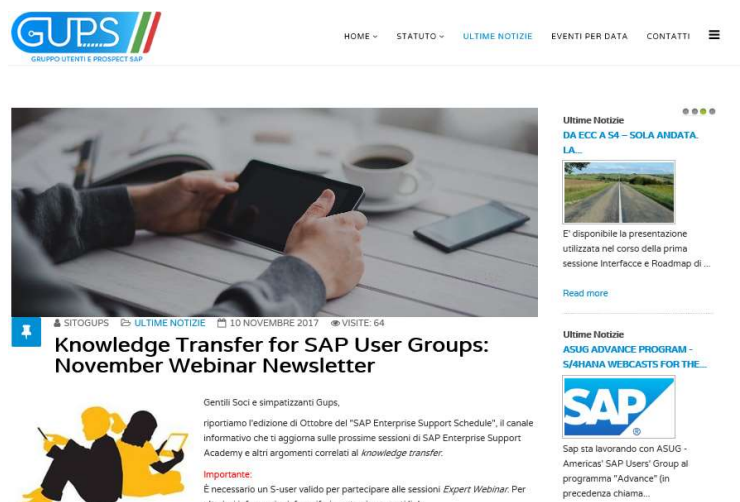 GUPS
GRUPPO UTENTI E PROSPECT SAP
HOME
STATUTO
ULTIME NOTIZIE
EVENTI PER DATA
CONTATTI
SITOGUPS
ULTIME NOTIZIE
10 NOVEMBRE 2017
VISITE: 64
Knowledge Transfer for SAP User Groups:
November Webinar Newsletter
Gentili Soci e simpatizzanti Gups,
riportiamo l'edizione di Ottobre del "SAP Enterprise Support Schedule", il canale
informativo che ti aggiorna sulle prossime sessioni di SAP Enterprise Support
Academy e altri argomenti correlati al knowledge transfer.
Importante:
È necessario un S-user valido per partecipare alle sessioni Expert Webinar. Per
Ultime Notizie
DA ECC A S4 – SOLA ANDATA.
LA...
E' disponibile la presentazione
utilizzata nel corso della prima
sessione Interfacce e Roadmap di ...
Read more
Ultime Notizie
ASUG ADVANCE PROGRAM -
S/4HANA WEBCASTS FOR THE...
SAP
Sap sta lavorando con ASUG -
Americas' SAP Users' Group al
programma "Advance" (in
precedenza chiama...